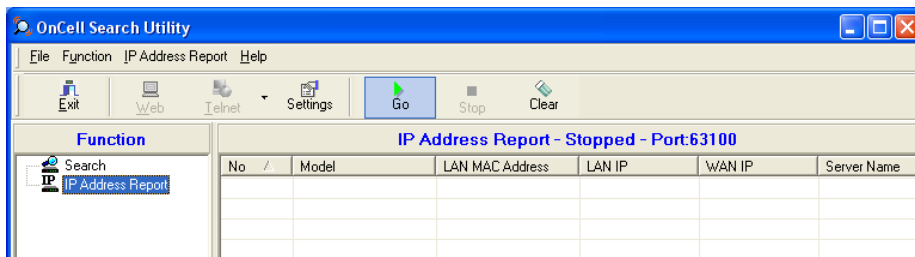 OnCell Search Utility
File Function IP Address Report Help
Exit Web Telnet Settings Go Stop Clear
Function IP Address Report - Stopped - Port:63100
Search
IP Address Report
No Model LAN MAC Address LAN IP WAN IP Server Name